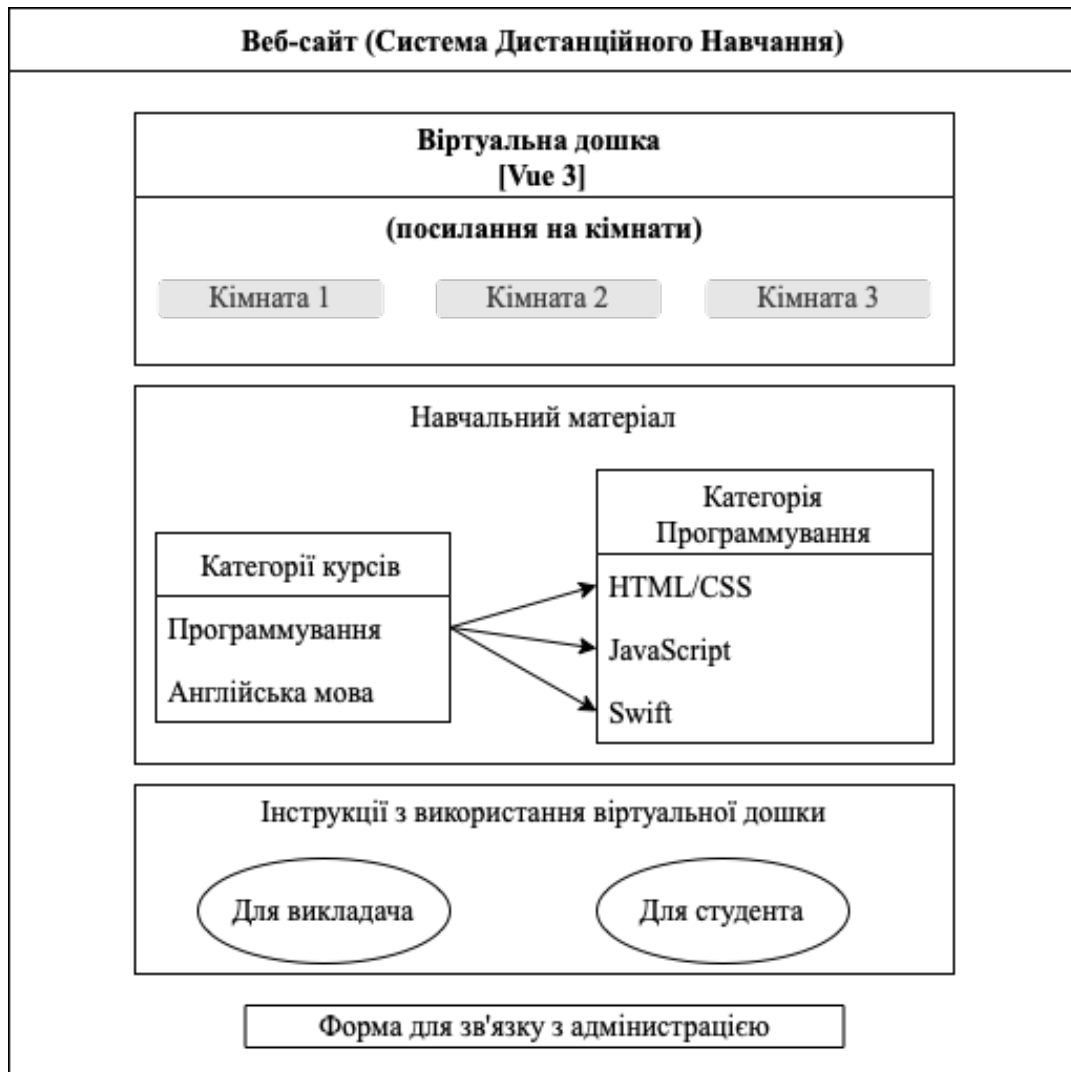 Веб-сайт (Система Дистанційного Навчання)
Віртуальна дошка
[Vue 3]
(посилання на кімнати)
Кімната 1
Кімната 2
Кімната 3
Навчальний матеріал
Категорії курсів
Программування
Англійська мова
Категорія
Программування
HTML/CSS
JavaScript
Swift
Інструкції з використання віртуальної дошки
Для викладача
Для студента
Форма для зв'язку з адміністрацією